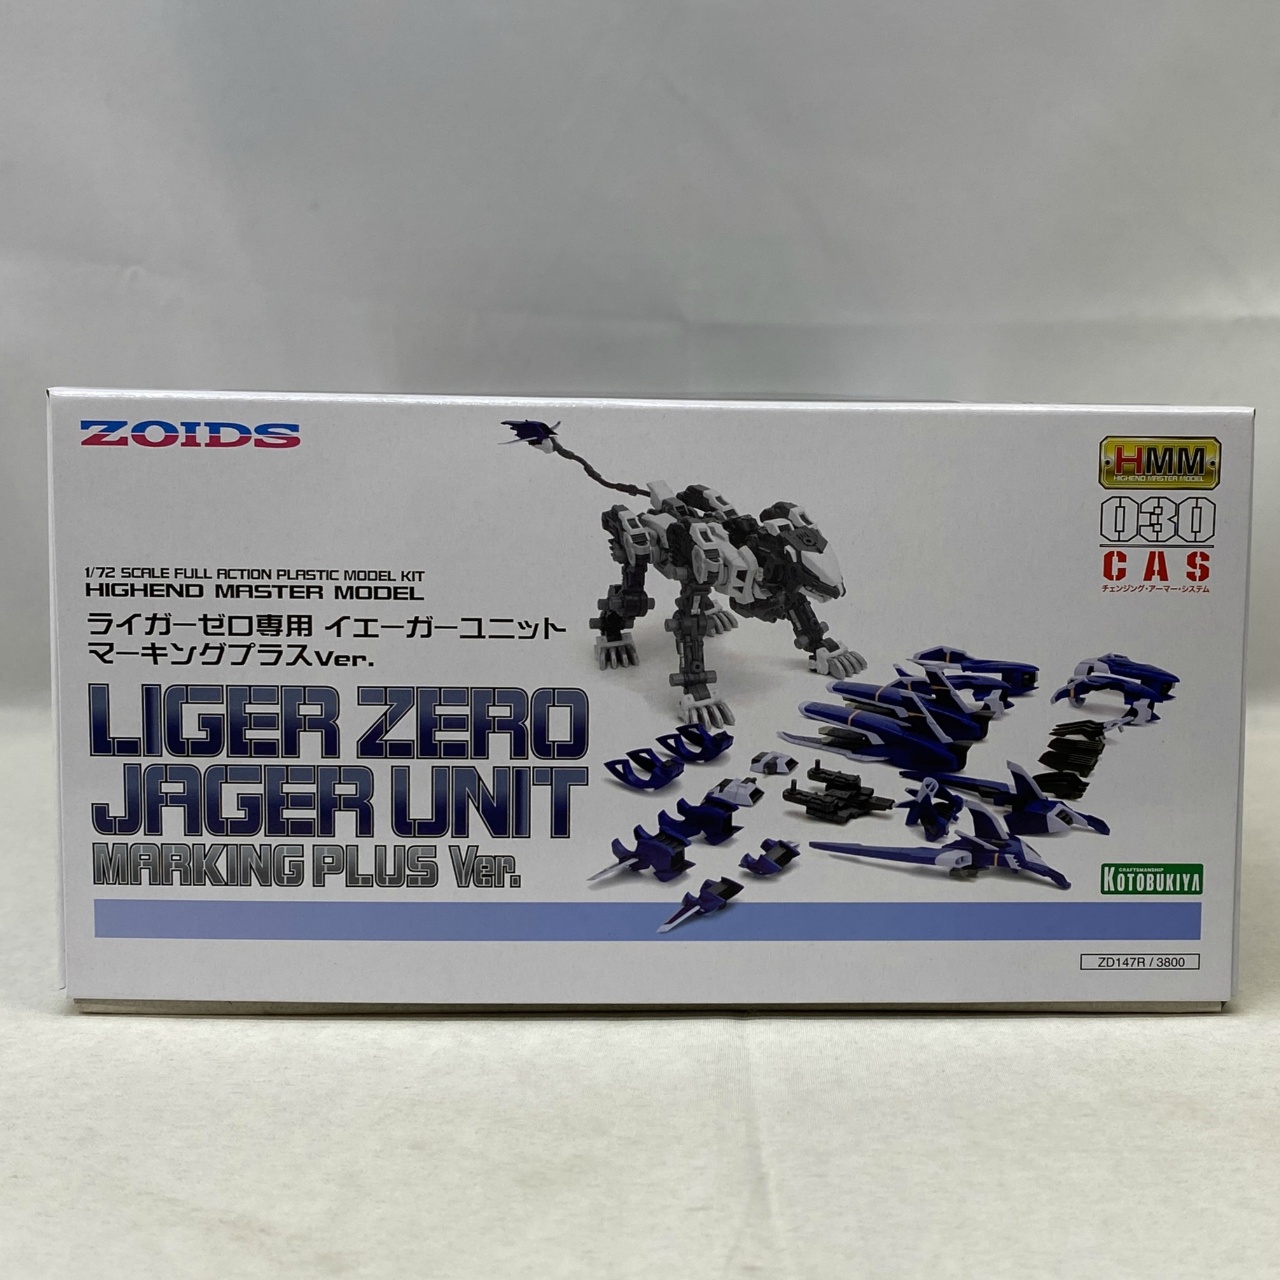 ZOIDS
HMM
HIGHEND MASTER MODEL
030
CAS
チェンジング・アーマー・システム
1/72 SCALE FULL ACTION PLASTIC MODEL KIT
HIGHEND MASTER MODEL
ライガーゼロ専用 イエーガーユニット
マーキングプラスVer.
LIGER ZERO
JAGER UNIT
MARKING PLUS Ver.
CRAFTSMANSHIP
KOTOBUKIYA
ZD147R / 3800